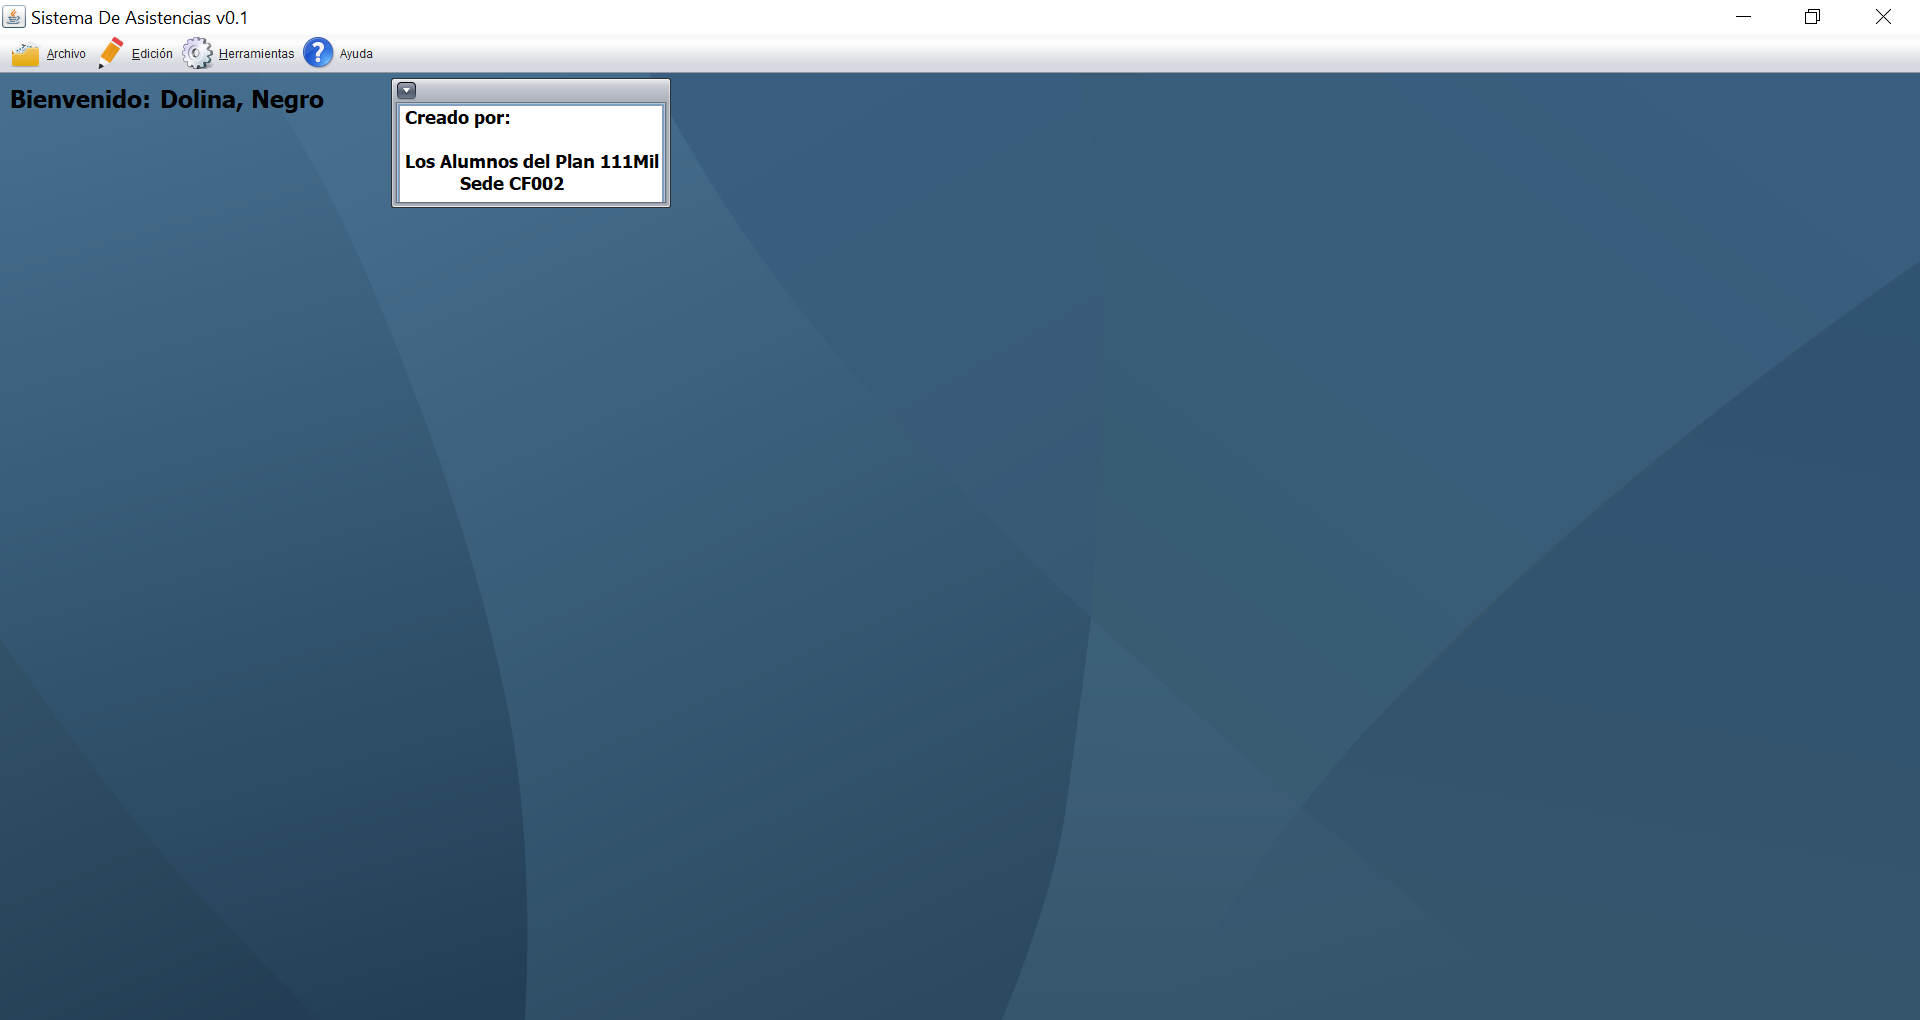 Sistema De Asistencias v0.1
Archivo Edición Herramientas Ayuda
Bienvenido: Dolina, Negro
Creado por:
Los Alumnos del Plan 111Mil
Sede CF002